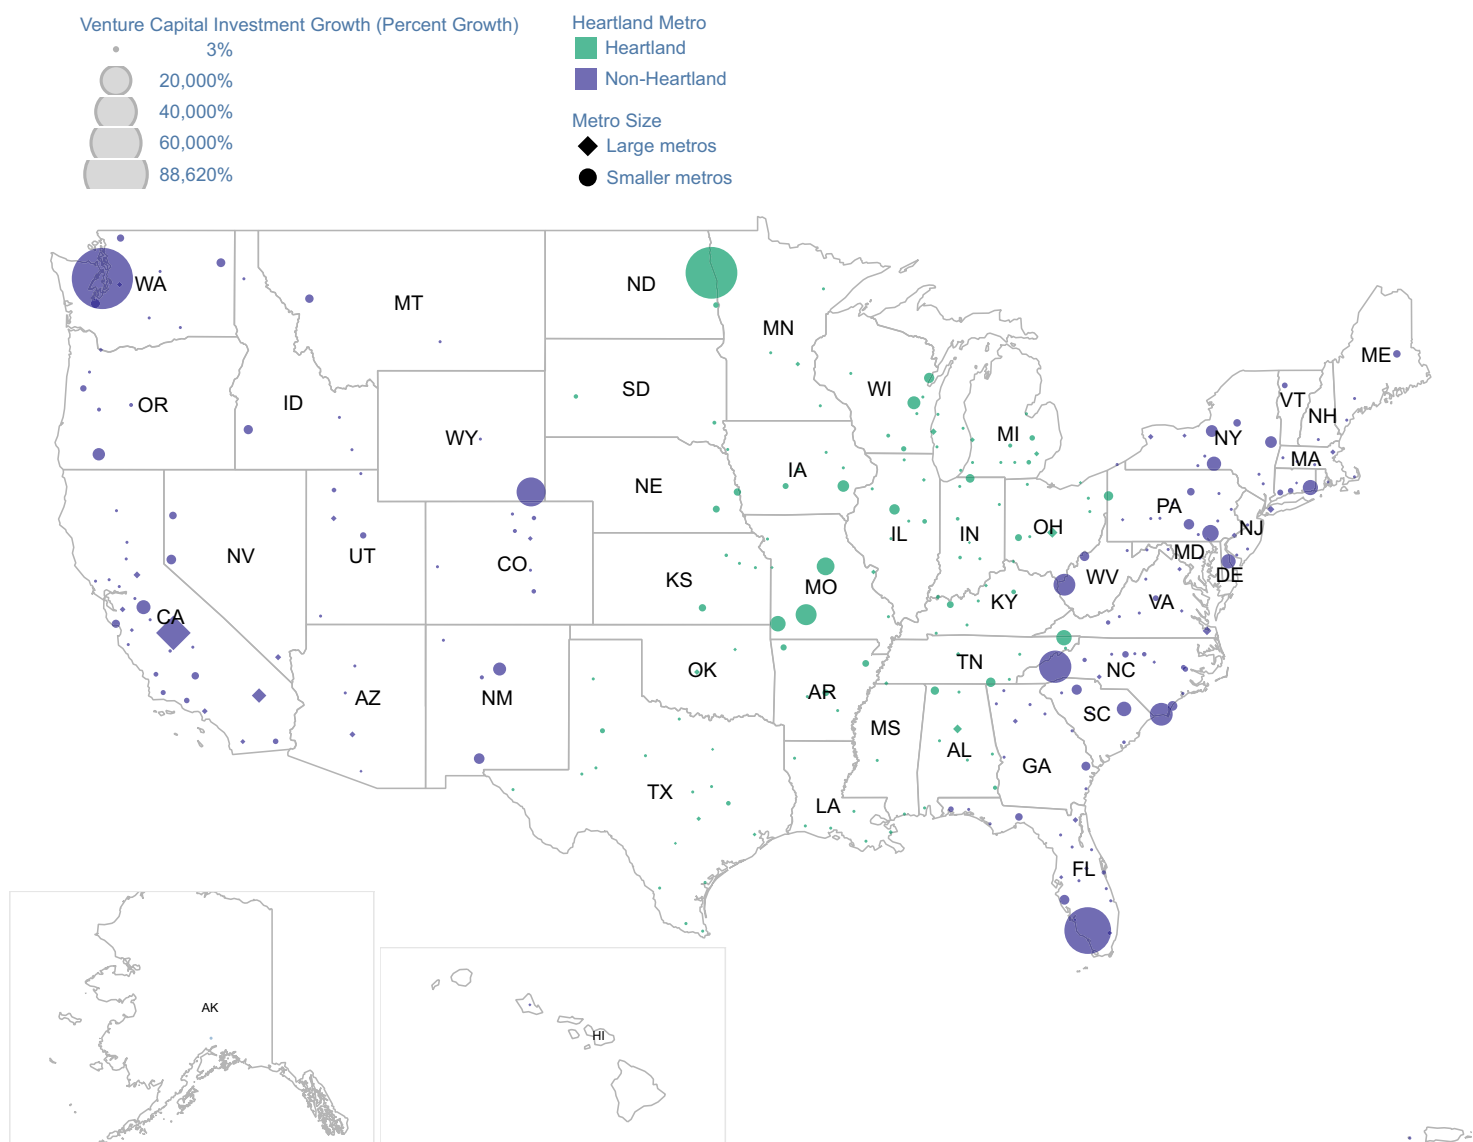 Venture Capital Investment Growth (Percent Growth)
3%
20,000%
40,000%
60,000%
88,620%
Heartland Metro
Heartland
Non-Heartland
Metro Size
Large metros
Smaller metros
WA
MT
ND
MN
ME
OR
ID
WY
SD
WI
MI
VT
NH
NY
MA
IA
NE
PA
NV
UT
CO
KS
MO
IL
IN
OH
NJ
MD
DE
WV
VA
CA
KY
AZ
NM
OK
AR
TN
NC
MS
AL
GA
SC
TX
LA
FL
AK
HI